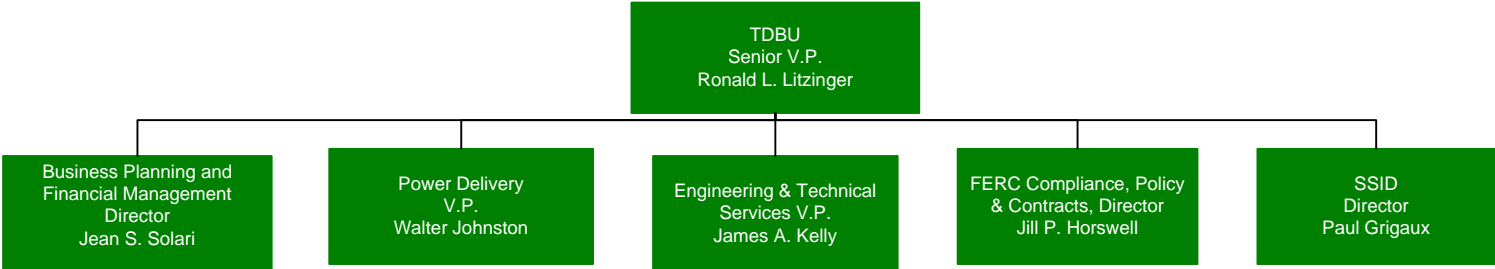 TDBU
Senior V.P.
Ronald L. Litzinger
Business Planning and
Financial Management
Director
Jean S. Solari
Power Delivery
V.P.
Walter Johnston
Engineering & Technical
Services V.P.
James A. Kelly
FERC Compliance, Policy
& Contracts, Director
Jill P. Horswell
SSID
Director
Paul Grigaux